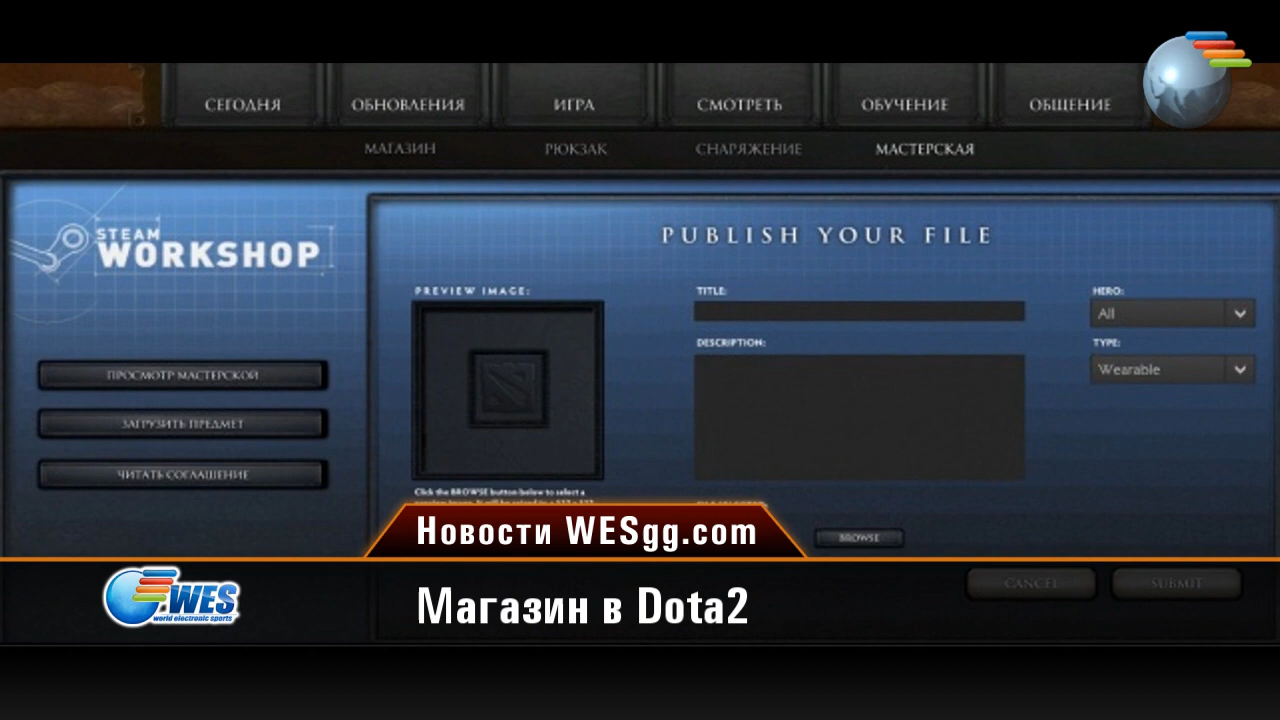 СЕГОДНЯ ОБНОВЛЕНИЯ ИГРА СМОТРЕТЬ ОБУЧЕНИЕ ОБЩЕНИЕ
МАГАЗИН РЮКЗАК СНАРЯЖЕНИЕ МАСТЕРСКАЯ
STEAM
WORKSHOP
ПРОСМОТР МАСТЕРСКОЙ
ЗАГРУЗИТЬ ПРЕДМЕТ
ЧИТАТЬ СОГЛАШЕНИЕ
PUBLISH YOUR FILE
PREVIEW IMAGE:
TITLE:
HERO:
All
DESCRIPTION:
TYPE:
Wearable
Click the BROWSE button below to select a
BROWSE
CANCEL SUBMIT
Новости WESgg.com
Магазин в Dota2
WES
world electronic sports